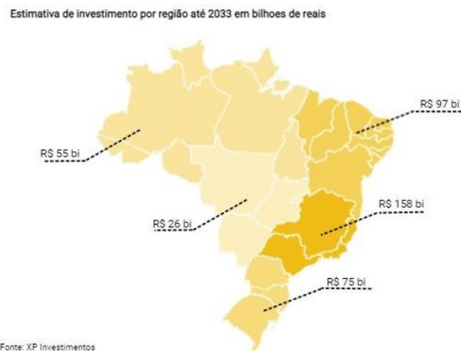 Estimativa de investimento por região até 2033 em bilhoes de reais
R$ 97 bi
R$ 55 bi
R$ 158 bi
R$ 26 bi
R$ 75 bi
Fonte: XP Investimentos